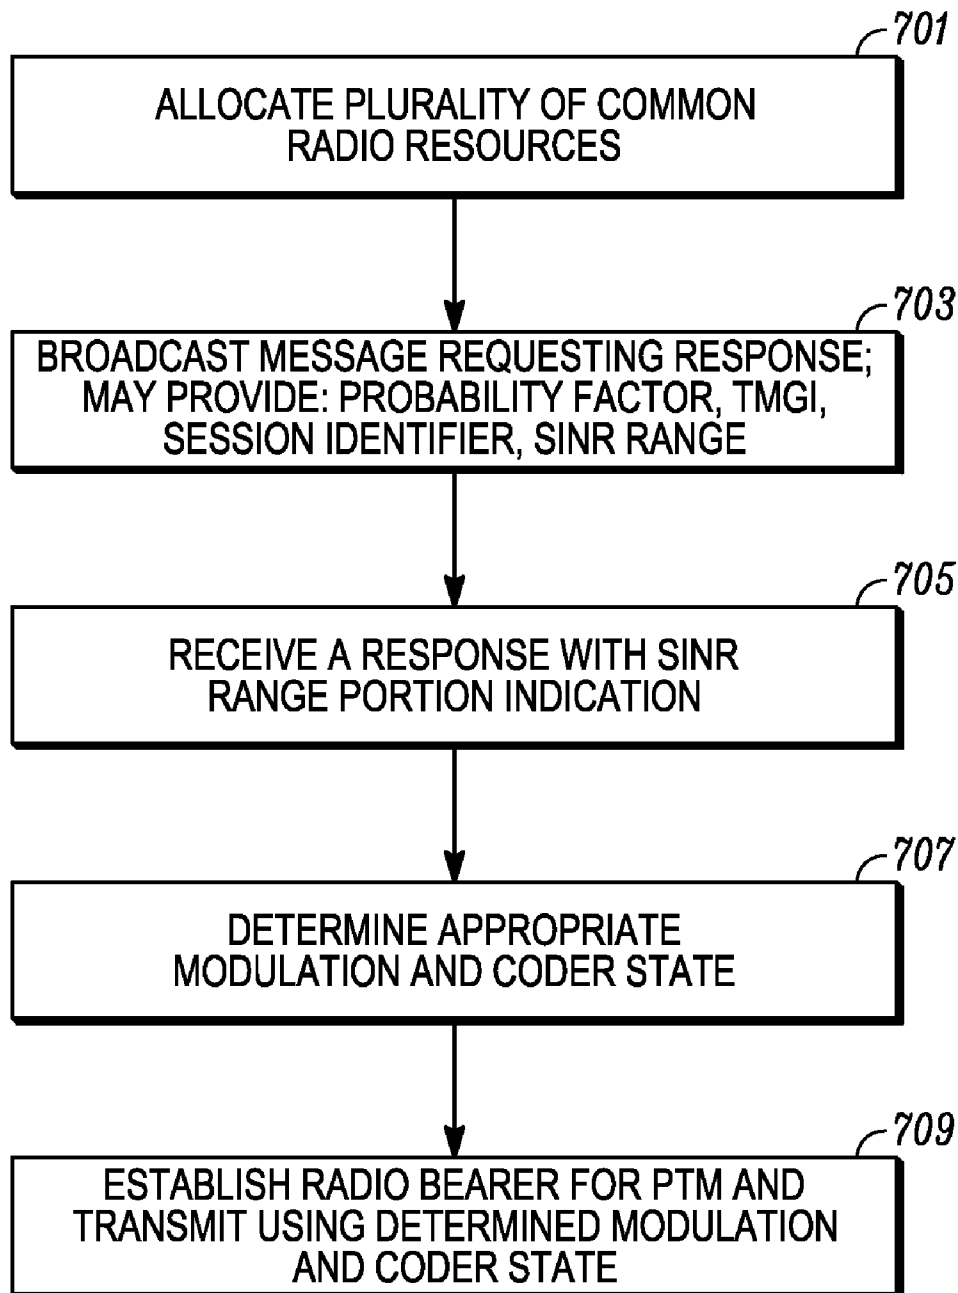 701
ALLOCATE PLURALITY OF COMMON
RADIO RESOURCES
703
BROADCAST MESSAGE REQUESTING RESPONSE;
MAY PROVIDE: PROBABILITY FACTOR, TMGI,
SESSION IDENTIFIER, SINR RANGE
705
RECEIVE A RESPONSE WITH SINR
RANGE PORTION INDICATION
707
DETERMINE APPROPRIATE
MODULATION AND CODER STATE
709
ESTABLISH RADIO BEARER FOR PTM AND
TRANSMIT USING DETERMINED MODULATION
AND CODER STATE